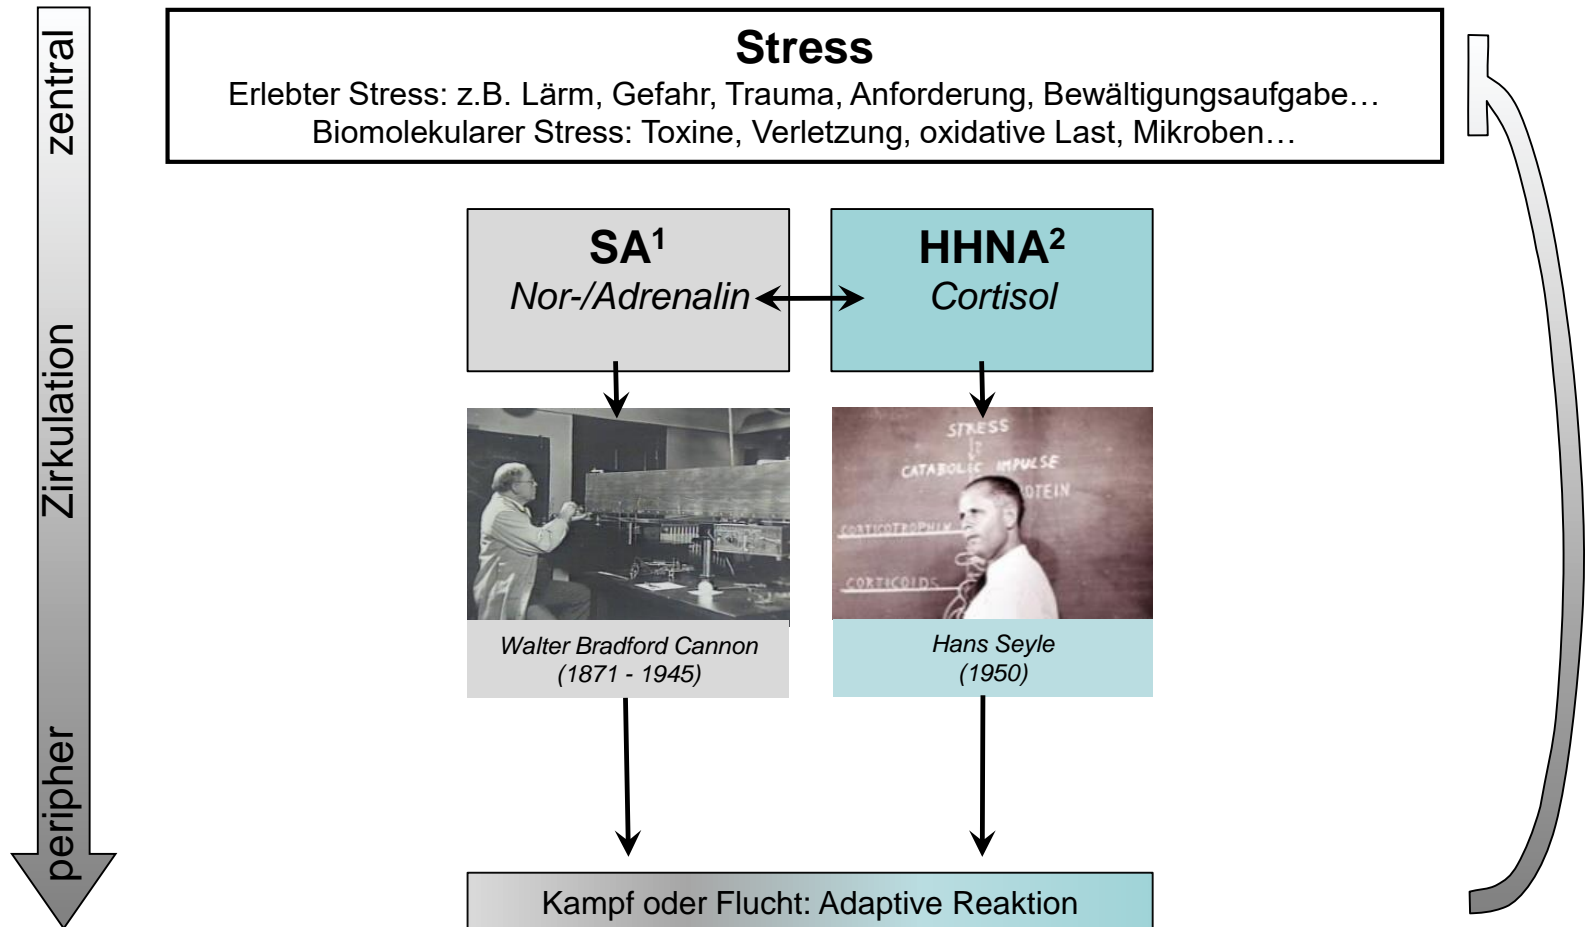 zentral
Zirkulation
peripher
Stress
Erlebter Stress: z.B. Lärm, Gefahr, Trauma, Anforderung, Bewältigungsaufgabe…
Biomolekularer Stress: Toxine, Verletzung, oxidative Last, Mikroben…
SA¹
Nor-/Adrenalin
HHNA²
Cortisol
STRESS
?
CATABOLIC IMPULSE
OTEIN
CORTICOTROPHIN
CORTICOIDS
Walter Bradford Cannon
(1871 - 1945)
Hans Seyle
(1950)
Kampf oder Flucht: Adaptive Reaktion